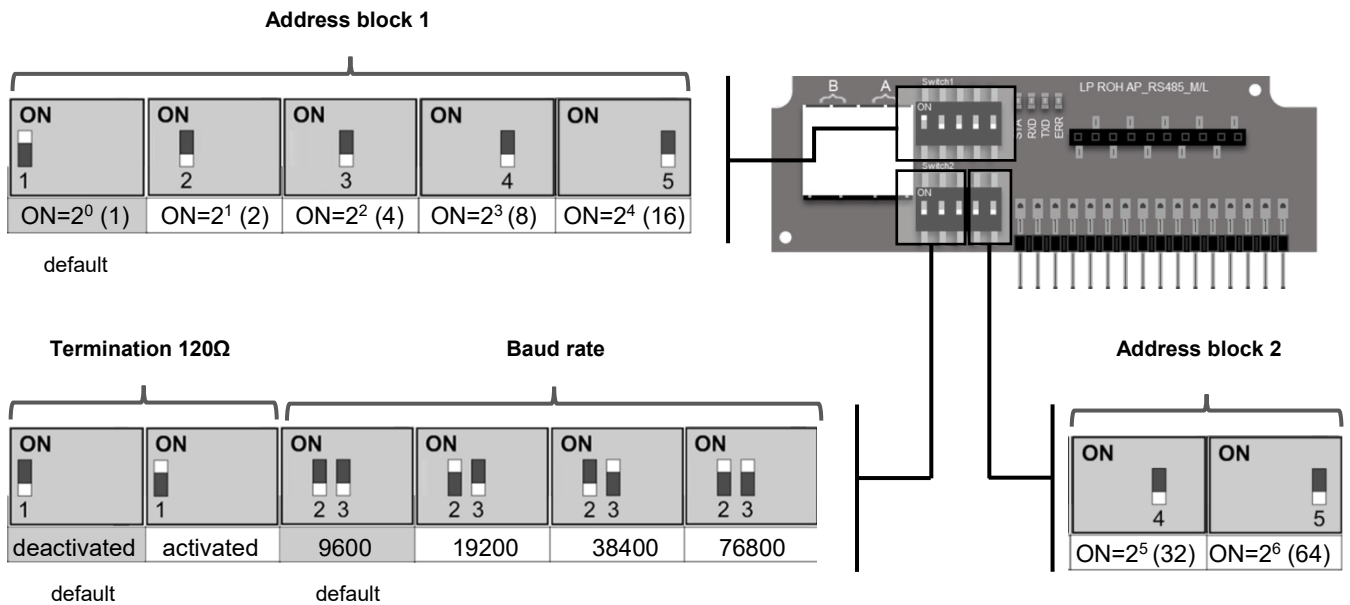 Address block 1
ON ON ON ON ON
1 2 3 4 5
ON=2⁰ (1) ON=2¹ (2) ON=2² (4) ON=2³ (8) ON=2⁴ (16)
default
B A
Switch1
ON
STA RXD TXD ERR
LP ROH AP_RS485_M/L
Switch2
ON
Termination 120Ω Baud rate
ON ON ON ON ON ON
1 1 2 3 2 3 2 3 2 3
deactivated activated 9600 19200 38400 76800
default default
Address block 2
ON ON
4 5
ON=2⁵ (32) ON=2⁶ (64)